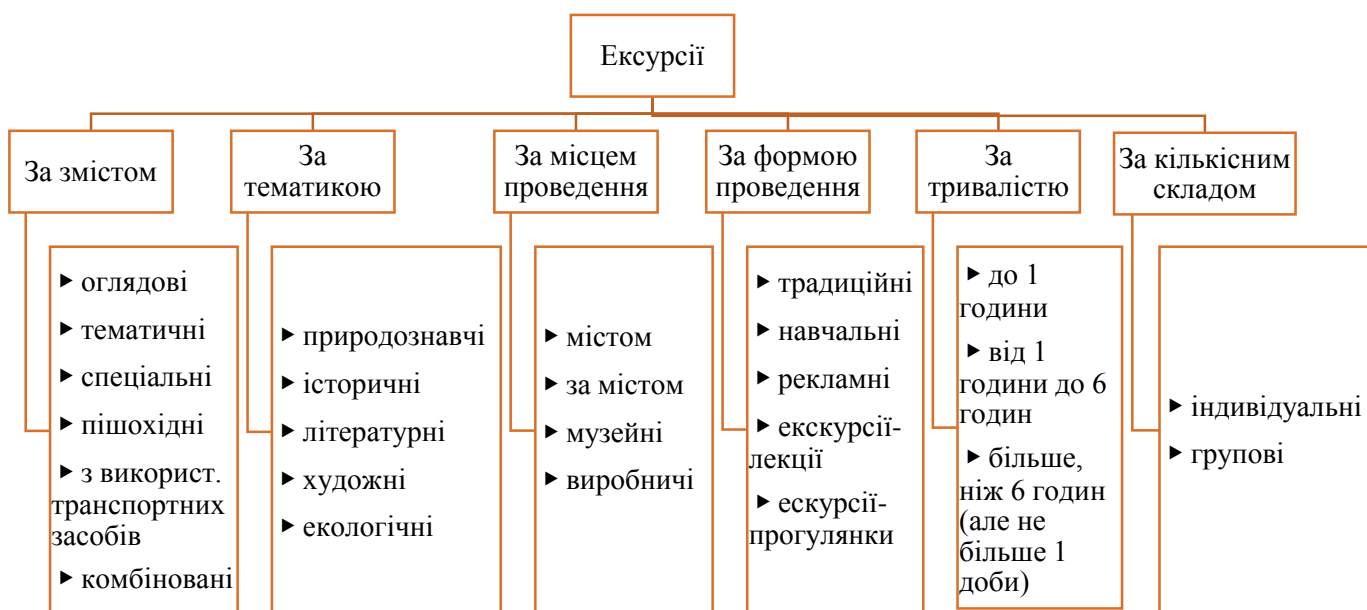 Ексурсії
За змістом
За
тематикою
За місцем
проведення
За формою
проведення
За
тривалістю
За кількісним
складом
▶ оглядові
▶ тематичні
▶ спеціальні
▶ пішохідні
▶ з використ.
транспортних
засобів
▶ комбіновані
▶ природознавчі
▶ історичні
▶ літературні
▶ художні
▶ екологічні
▶ містом
▶ за містом
▶ музейні
▶ виробничі
▶ традиційні
▶ навчальні
▶ рекламні
▶ екскурсії-
лекції
▶ ескурсії-
прогулянки
▶ до 1
години
▶ від 1
години до 6
годин
▶ більше,
ніж 6 годин
(але не
більше 1
доби)
▶ індивідуальні
▶ групові